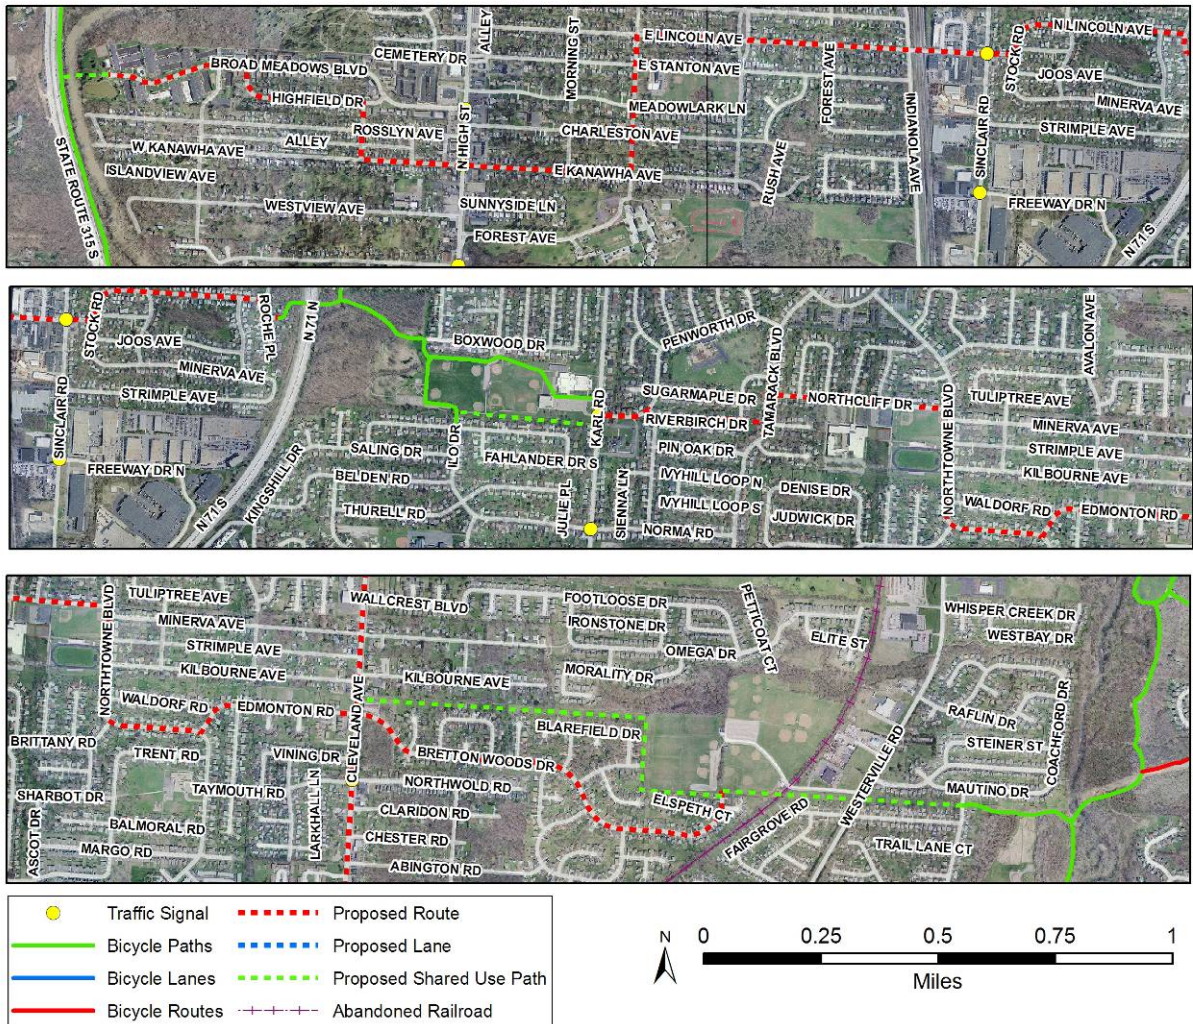 CEMETERY DR
ALLEY
MORNING ST
E LINCOLN AVE
FOREST AVE
STOCK RD
N LINCOLN AVE
BROAD MEADOWS BLVD
E STANTON AVE
JOOS AVE
HIGHFIELD DR
MEADOWLARK LN
MINERVA AVE
ROSSLYN AVE
N HIGH ST
CHARLESTON AVE
INDIANOLA AVE
SINCLAIR RD
STRIMPLE AVE
ALLEY
W KANAWHA AVE
STATE ROUTE 315 S
ISLANDVIEW AVE
E KANAWHA AVE
RUSH AVE
WESTVIEW AVE
SUNNYSIDE LN
FREEWAY DR N
FOREST AVE
N 71 S
STOCK RD
ROCHE PL
N 71 N
BOXWOOD DR
PENWORTH DR
TAMARACK BLVD
AVALON AVE
JOOS AVE
MINERVA AVE
STRIMPLE AVE
SINCLAIR RD
KARL RD
SUGARMAPLE DR
NORTHCLIFF DR
TULIPTREE AVE
RIVERBIRCH DR
MINERVA AVE
NORTHTOWNE BLVD
SALING DR
ILO DR
FAHLANDER DR S
PIN OAK DR
STRIMPLE AVE
FREEWAY DR N
KINGSHILL DR
BELDEN RD
IVYHILL LOOP N
DENISE DR
KILBOURNE AVE
N 71 S
THURELL RD
JULIE PL
SIENNA LN
IVYHILL LOOP S
JUDWICK DR
WALDORF RD
EDMONTON RD
NORMA RD
TULIPTREE AVE
WALLCREST BLVD
FOOTLOOSE DR
PETTICOAT CT
WHISPER CREEK DR
MINERVA AVE
IRONSTONE DR
ELITE ST
WESTBAY DR
NORTHTOWNE BLVD
STRIMPLE AVE
OMEGA DR
KILBOURNE AVE
KILBOURNE AVE
MORALITY DR
WALDORF RD
EDMONTON RD
CLEVELAND AVE
BLAREFIELD DR
RAFLIN DR
COACHFORD DR
BRITTANY RD
TRENT RD
VINING DR
BRETTON WOODS DR
WESTERVILLE RD
STEINER ST
SHARBOT DR
TAYMOUTH RD
LARKHALL LN
NORTHWOLD RD
ELSPETH CT
MAUTINO DR
ASCOT DR
BALMORAL RD
CLARIDON RD
FAIRGROVE RD
MARGO RD
CHESTER RD
TRAIL LANE CT
ABINGTON RD
Traffic Signal
Proposed Route
Bicycle Paths
Proposed Lane
Bicycle Lanes
Proposed Shared Use Path
Bicycle Routes
Abandoned Railroad
N
0 0.25 0.5 0.75 1
Miles